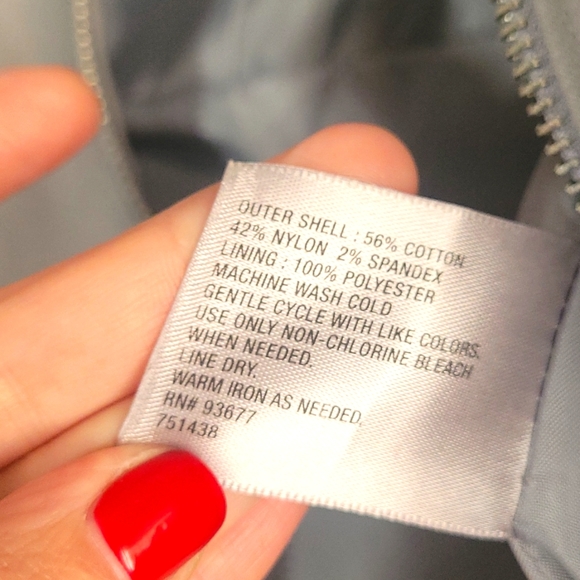 OUTER SHELL : 56% COTTON
42% NYLON 2% SPANDEX
LINING : 100% POLYESTER
MACHINE WASH COLD
GENTLE CYCLE WITH LIKE COLORS.
USE ONLY NON-CHLORINE BLEACH
WHEN NEEDED.
LINE DRY.
WARM IRON AS NEEDED.
RN# 93677
751438